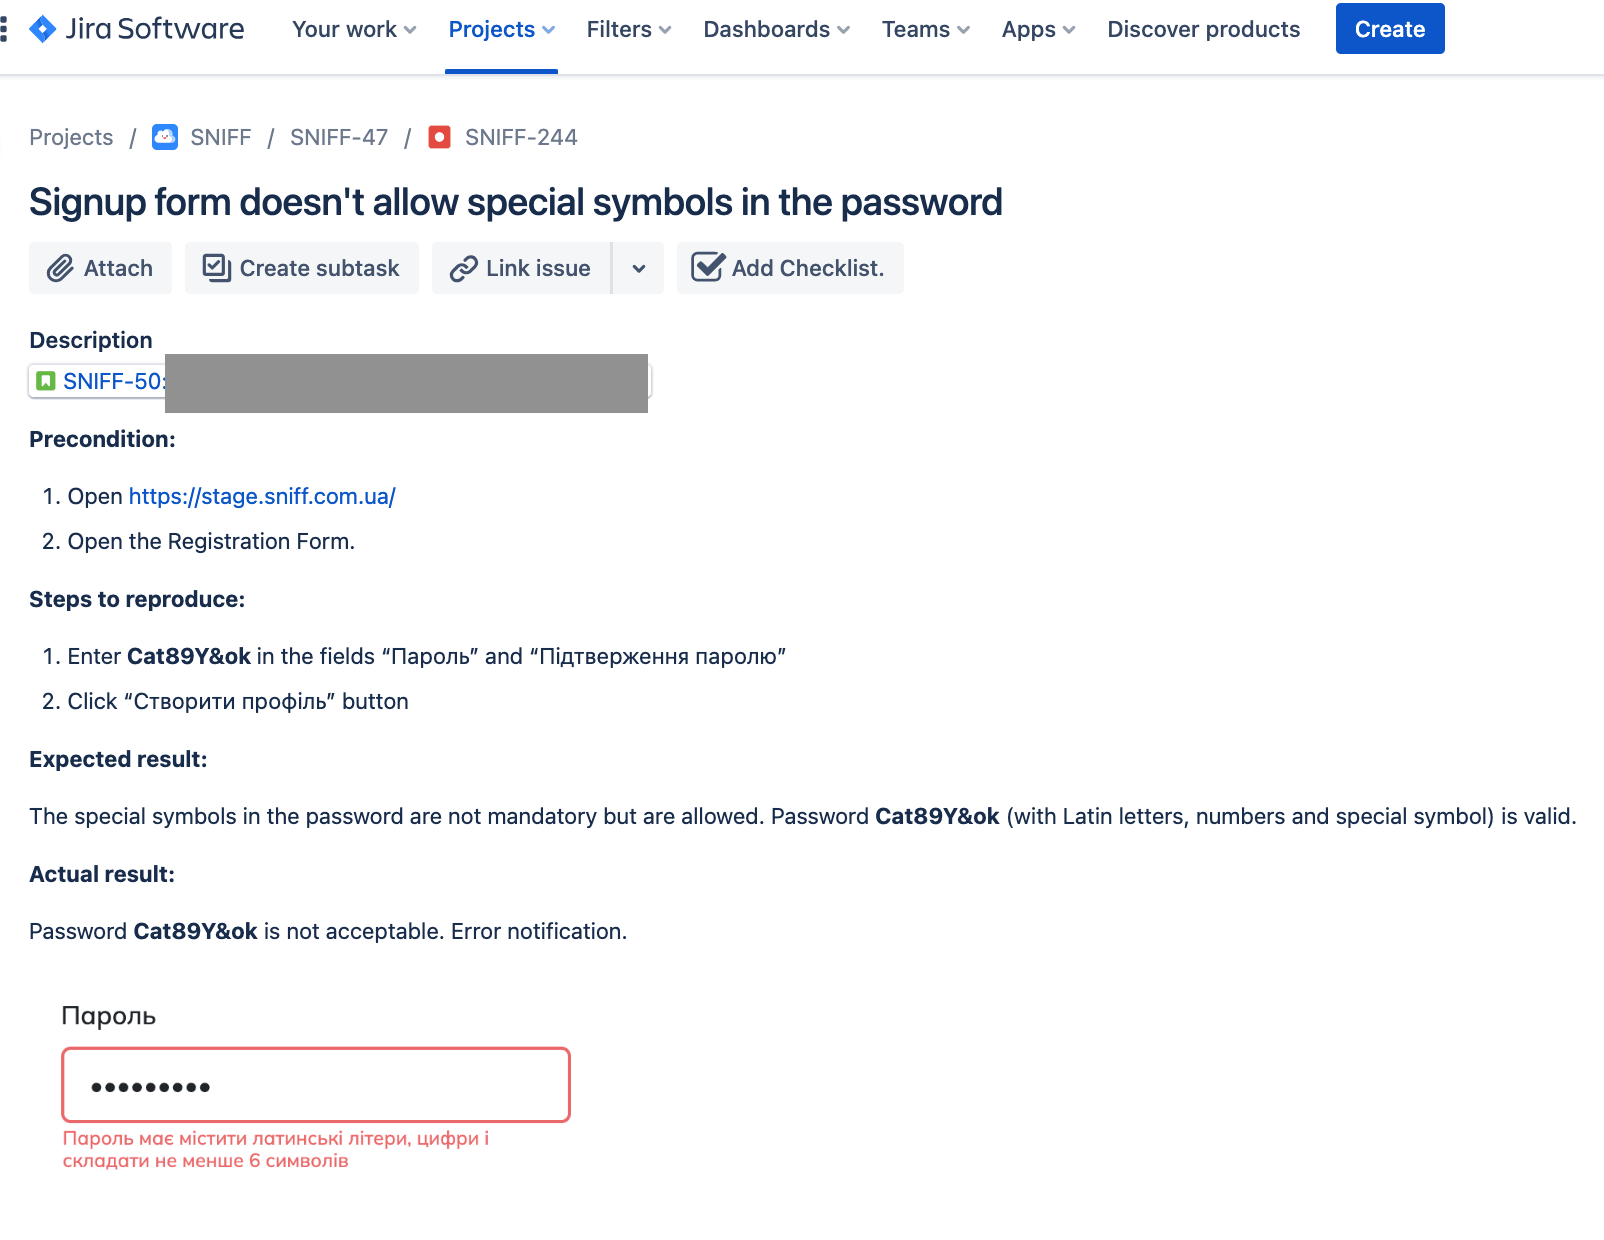 Jira Software Your work Projects Filters Dashboards Teams Apps Discover products Create
Projects / SNIFF / SNIFF-47 / SNIFF-244
Signup form doesn't allow special symbols in the password
Attach Create subtask Link issue Add Checklist.
Description
SNIFF-50:
Precondition:
1. Open https://stage.sniff.com.ua/
2. Open the Registration Form.
Steps to reproduce:
1. Enter Cat89Y&ok in the fields “Пароль” and “Підтверження паролю”
2. Click “Створити профіль” button
Expected result:
The special symbols in the password are not mandatory but are allowed. Password Cat89Y&ok (with Latin letters, numbers and special symbol) is valid.
Actual result:
Password Cat89Y&ok is not acceptable. Error notification.
Пароль
•••••••••
Пароль має містити латинські літери, цифри і
складати не менше 6 символів